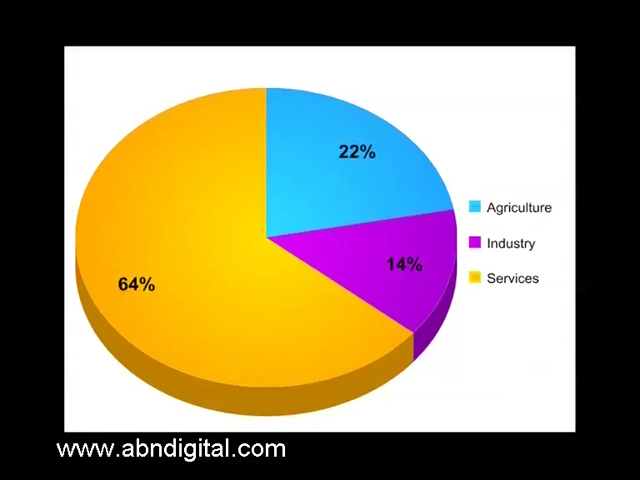 22%
Agriculture
Industry
14%
Services
64%
www.abndigital.com